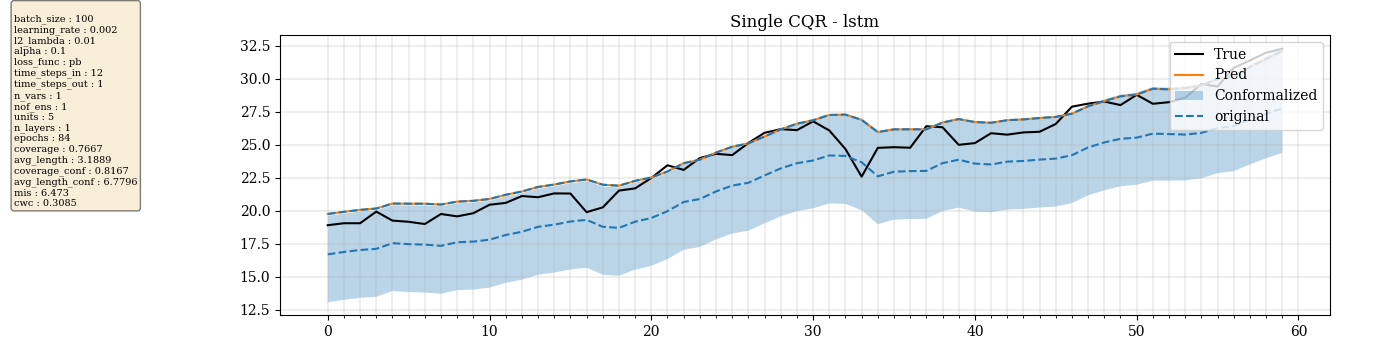 batch_size : 100
learning_rate : 0.002
l2_lambda : 0.01
alpha : 0.1
loss_func : pb
time_steps_in : 12
time_steps_out : 1
n_vars : 1
nof_ens : 1
units : 5
n_layers : 1
epochs : 84
coverage : 0.7667
avg_length : 3.1889
coverage_conf : 0.8167
avg_length_conf : 6.7796
mis : 6.473
cwc : 0.3085
Single CQR - lstm
32.5
30.0
27.5
25.0
22.5
20.0
17.5
15.0
12.5
True
Pred
Conformalized
original
0 10 20 30 40 50 60